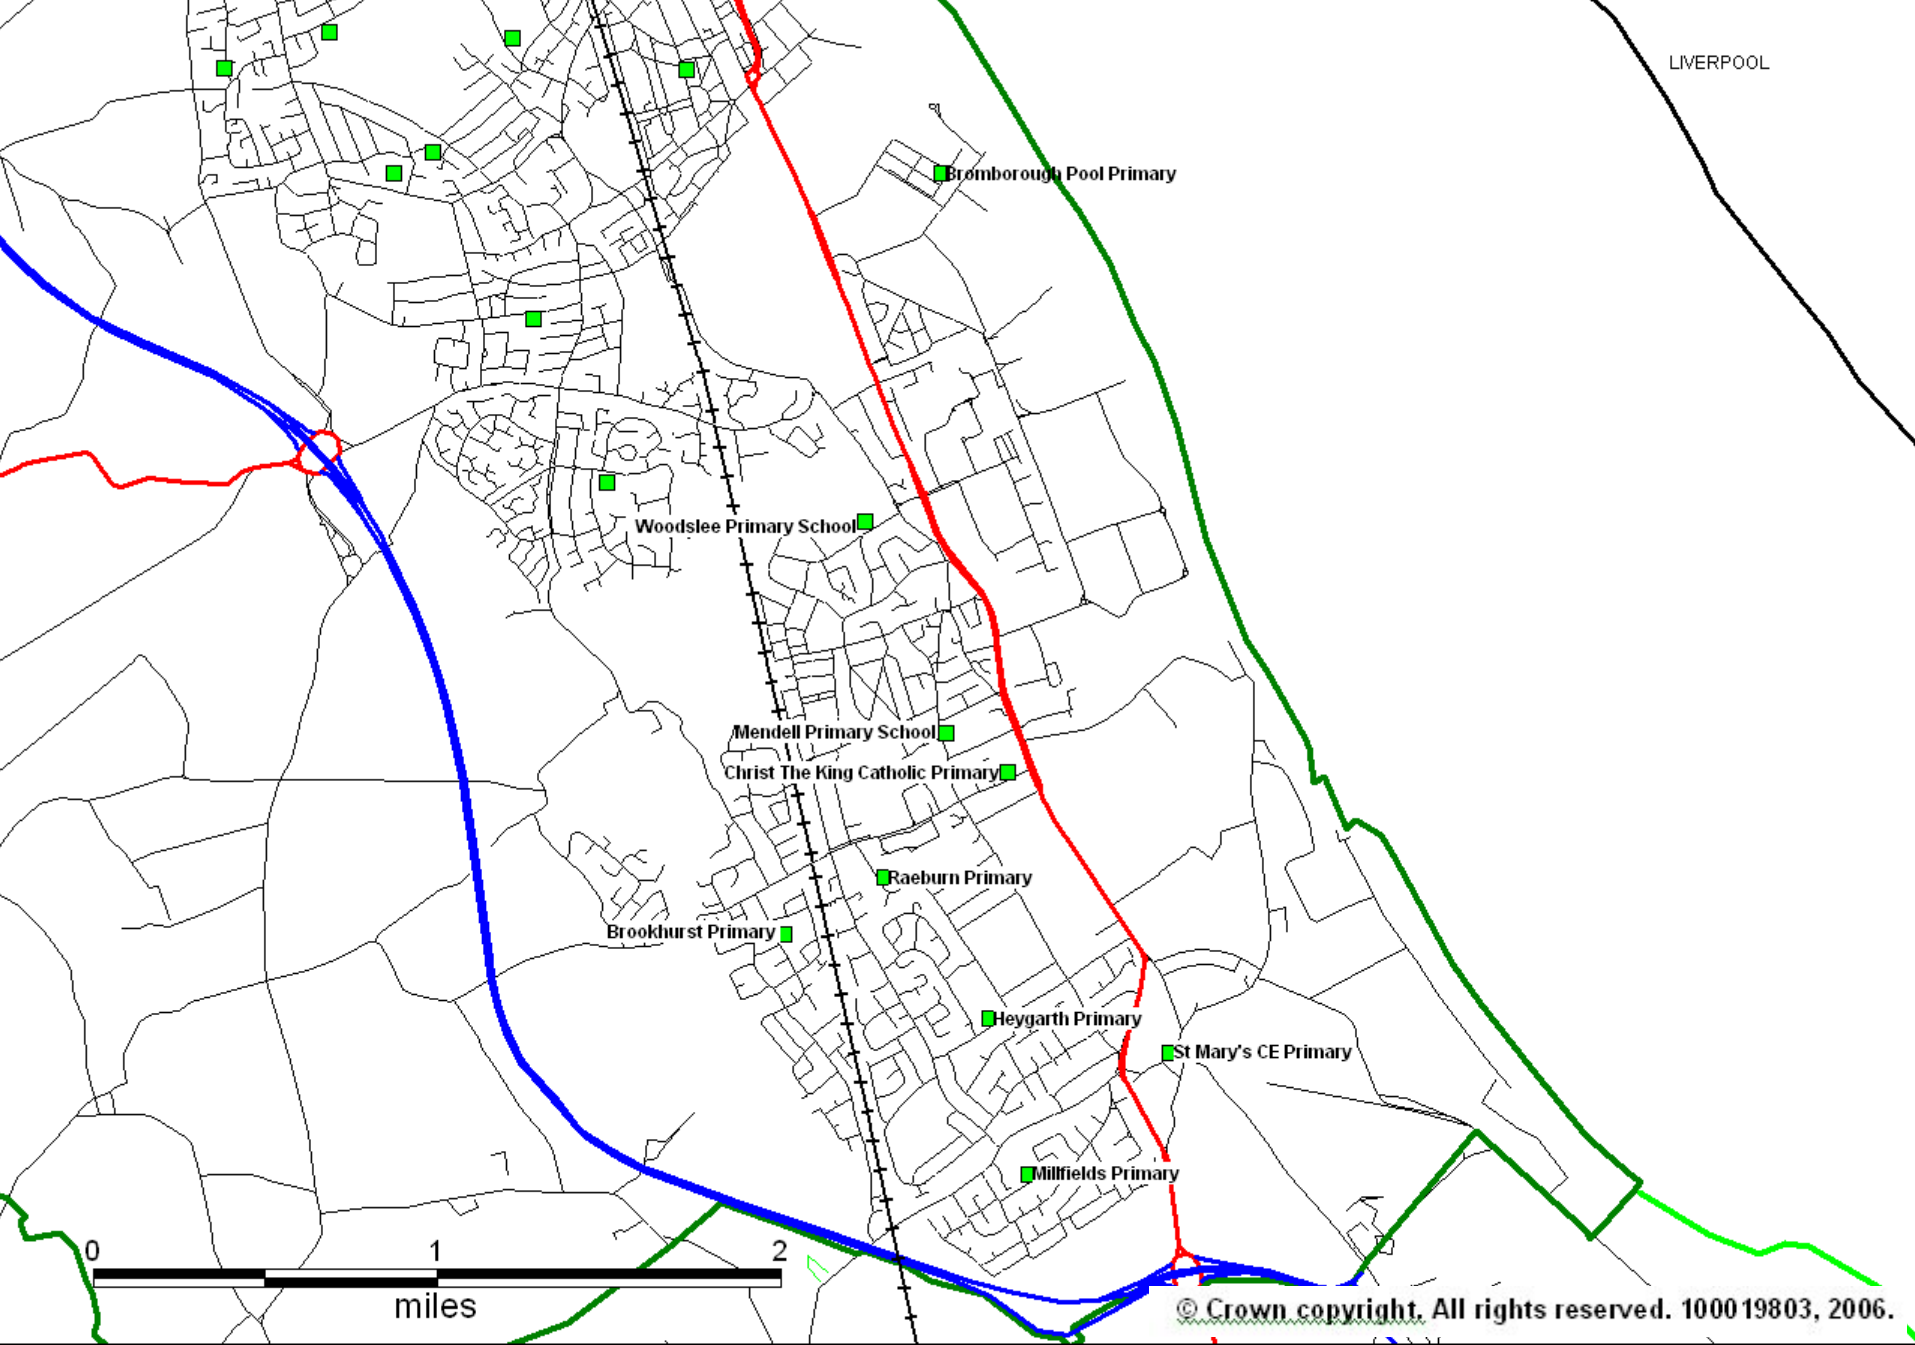 LIVERPOOL
Bromborough Pool Primary
Woodslee Primary School
Mendell Primary School
Christ The King Catholic Primary
Raeburn Primary
Brookhurst Primary
Heygarth Primary
St Mary's CE Primary
Millfields Primary
0 1 2
miles
© Crown copyright. All rights reserved. 100019803, 2006.